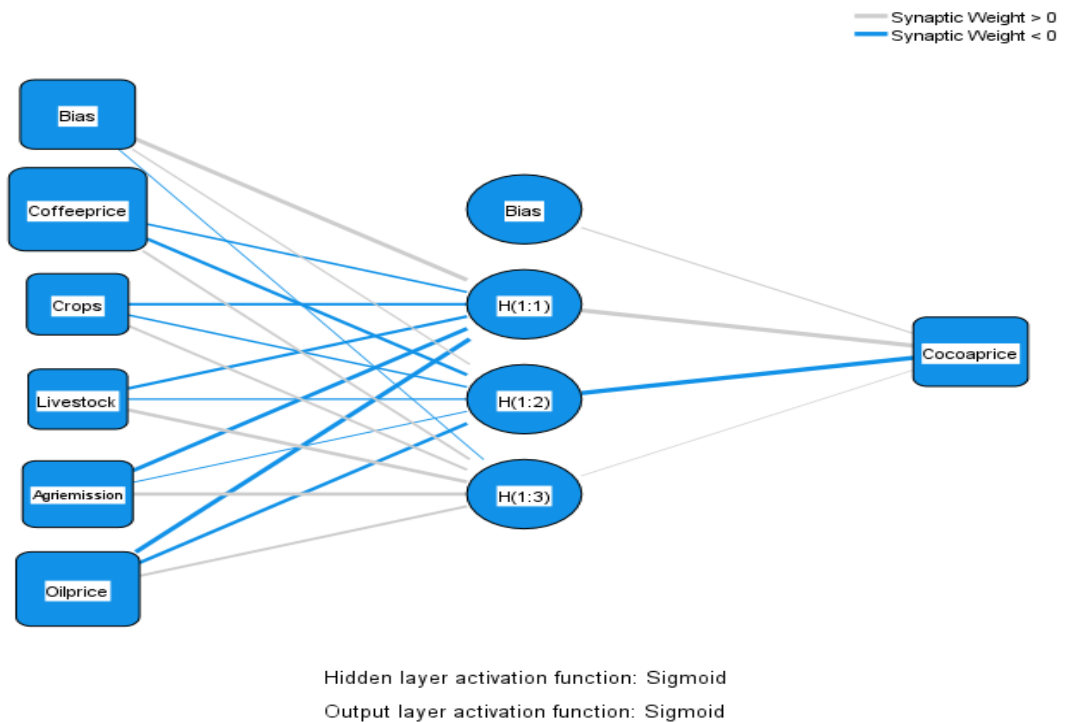 Synaptic Weight > 0
Synaptic Weight < 0
Bias
Coffeeprice
Crops
Livestock
Agriemission
Oilprice
Bias
H(1:1)
H(1:2)
H(1:3)
Cocoaprice
Hidden layer activation function: Sigmoid
Output layer activation function: Sigmoid